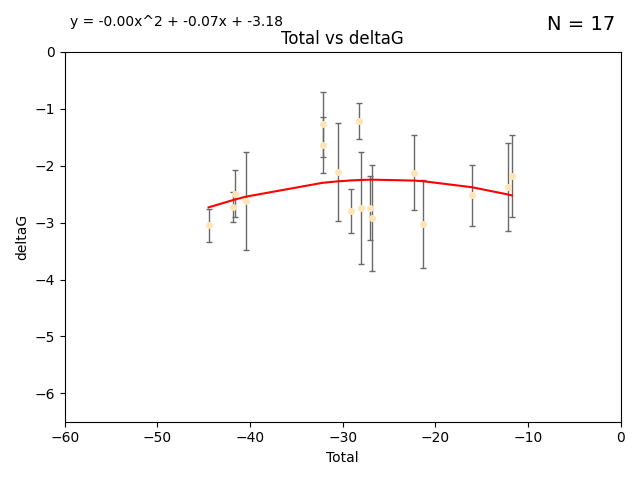 y = -0.00x^2 + -0.07x + -3.18
N = 17
Total vs deltaG
0
−1
−2
−3
−4
−5
−6
deltaG
−60
−50
−40
−30
−20
−10
0
Total